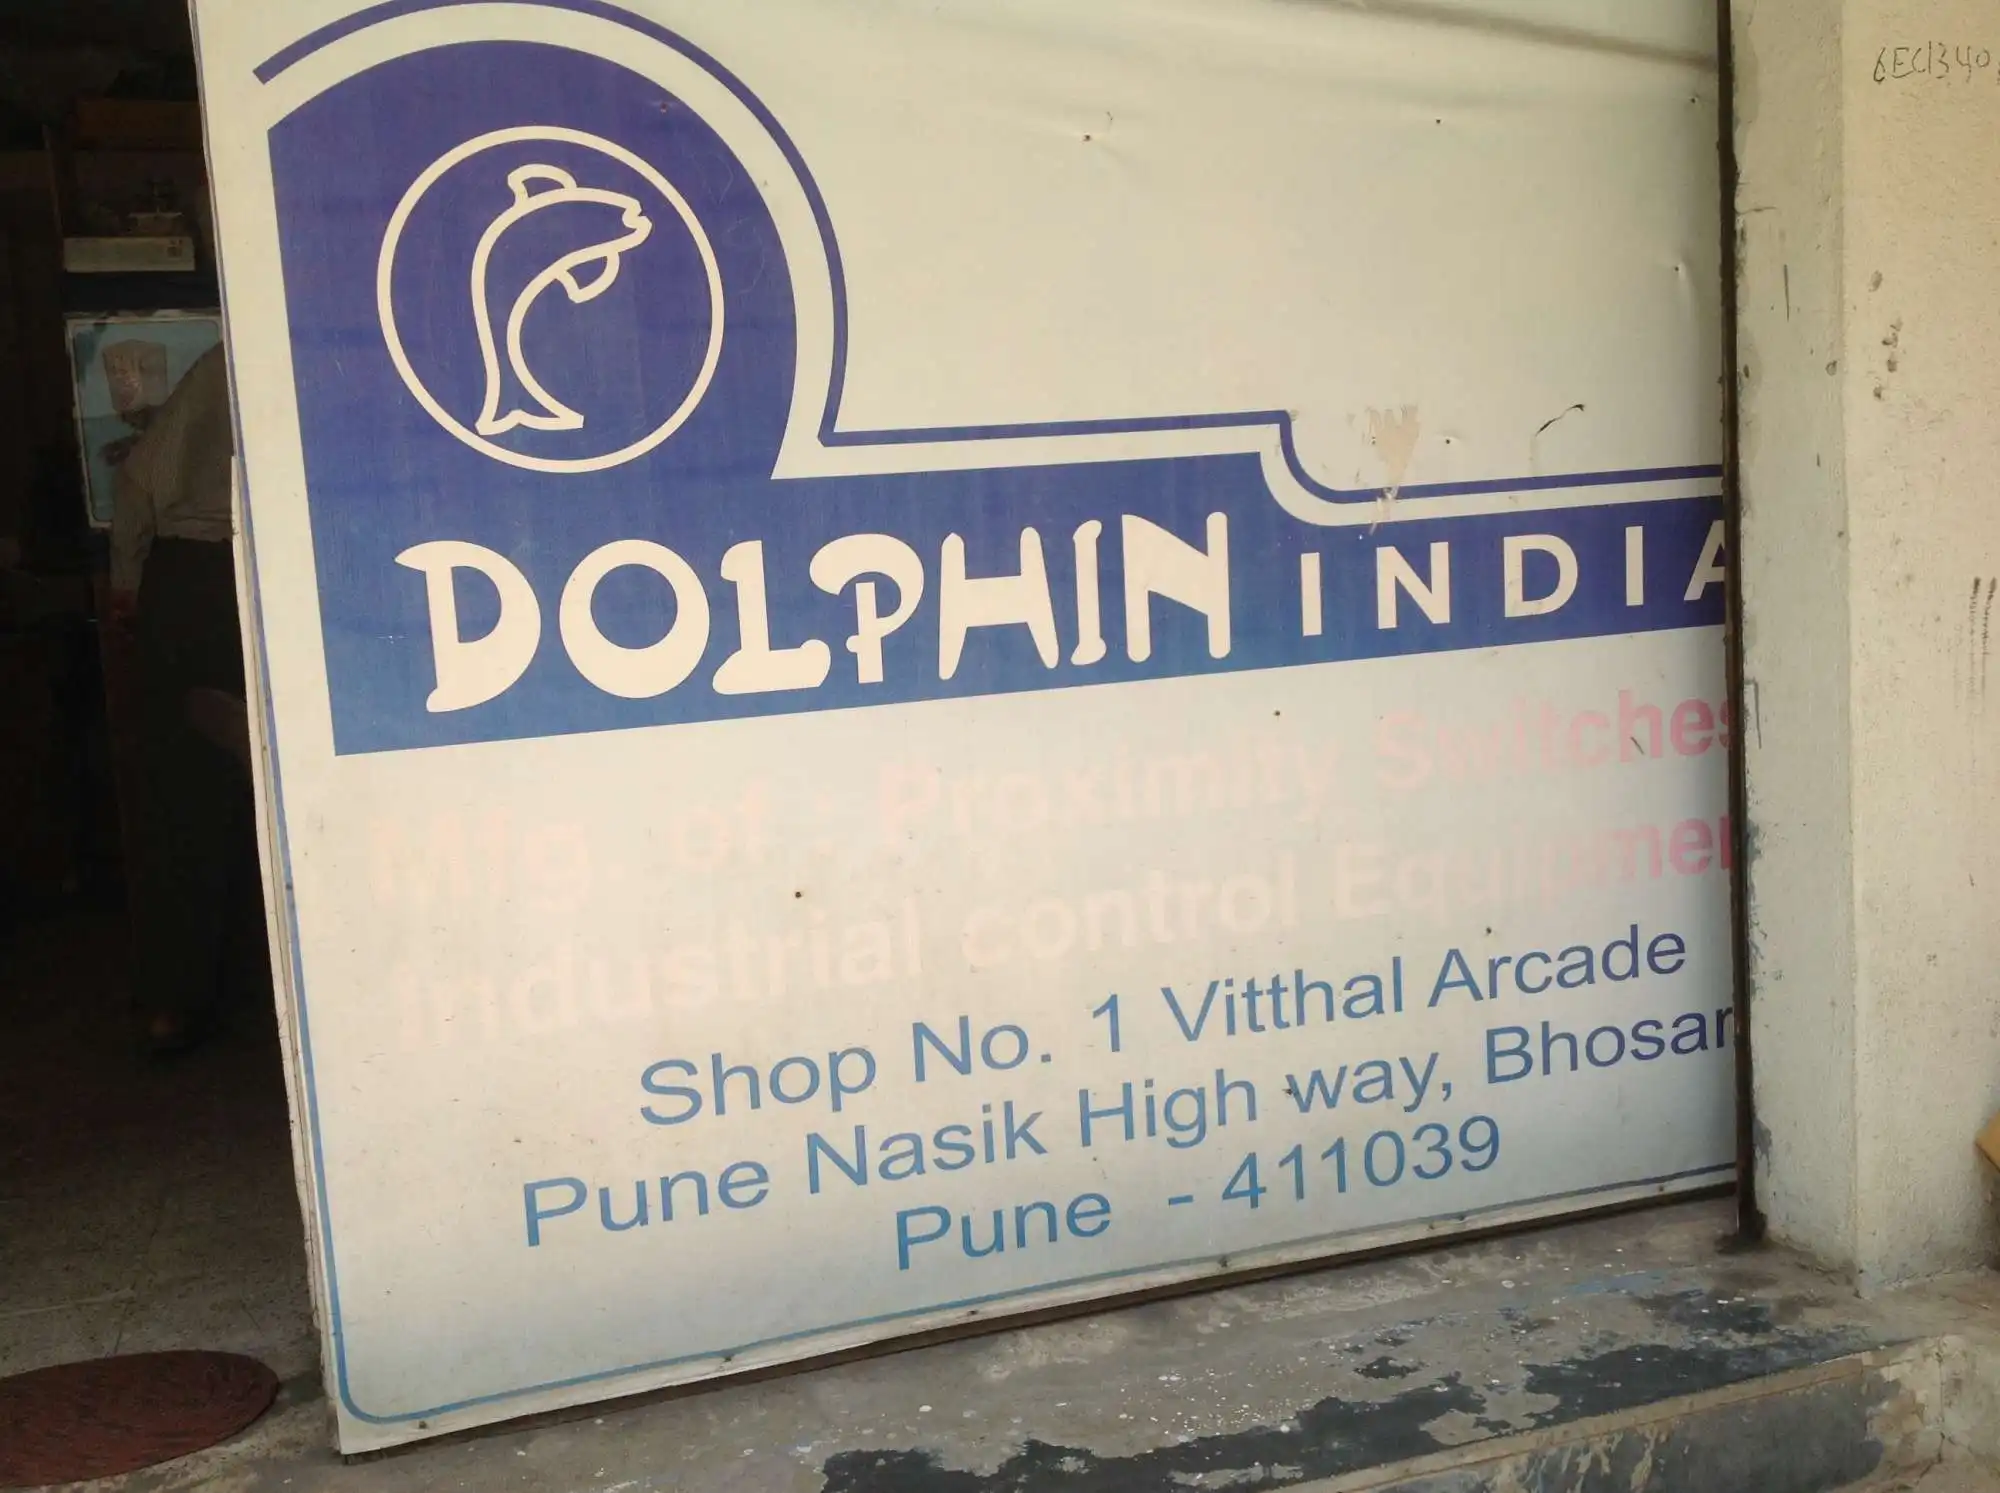 DOLPHIN INDIA
Mfg. of : Proximity Switches
Industrial control Equipmen
Shop No. 1 Vitthal Arcade
Pune Nasik High way, Bhosar
Pune - 411039